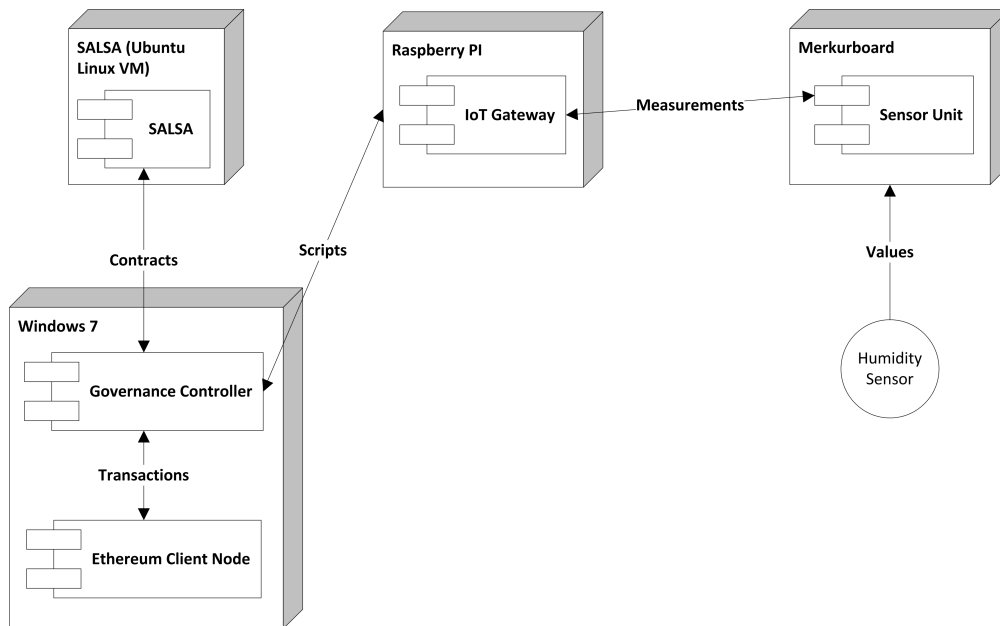 SALSA (Ubuntu
Linux VM)
SALSA
Raspberry PI
IoT Gateway
Measurements
Merkurboard
Sensor Unit
Contracts
Scripts
Values
Windows 7
Governance Controller
Transactions
Ethereum Client Node
Humidity
Sensor